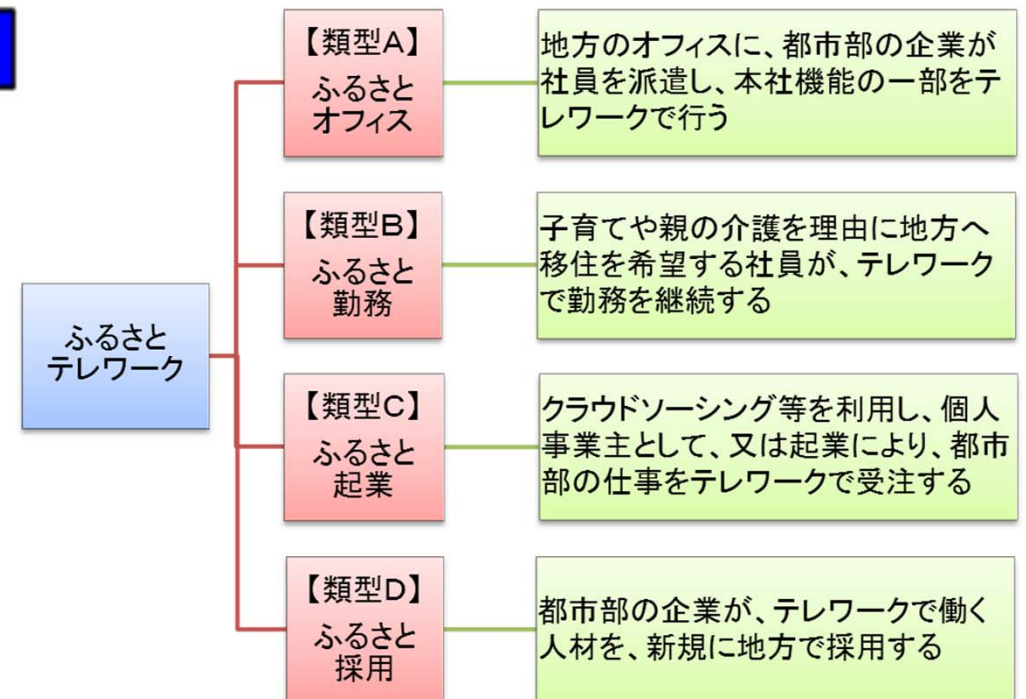 ふるさと
テレワーク
【類型A】
ふるさと
オフィス
地方のオフィスに、都市部の企業が
社員を派遣し、本社機能の一部をテ
レワークで行う
【類型B】
ふるさと
勤務
子育てや親の介護を理由に地方へ
移住を希望する社員が、テレワーク
で勤務を継続する
【類型C】
ふるさと
起業
クラウドソーシング等を利用し、個人
事業主として、又は起業により、都市
部の仕事をテレワークで受注する
【類型D】
ふるさと
採用
都市部の企業が、テレワークで働く
人材を、新規に地方で採用する